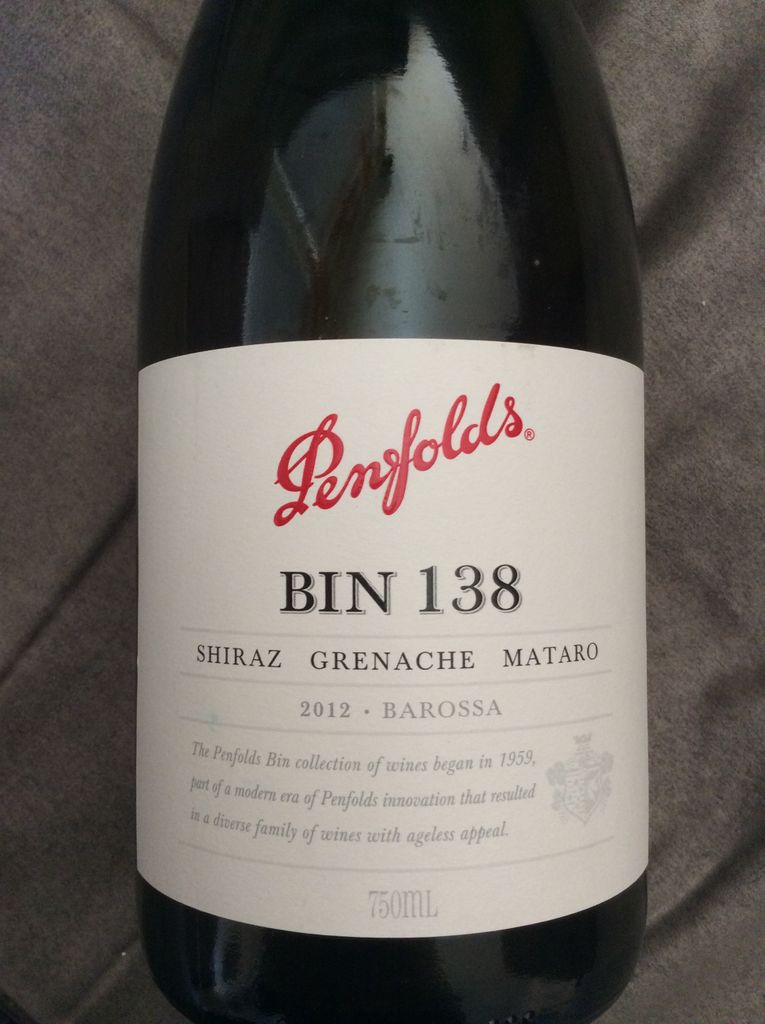 Penfolds®
BIN 138
SHIRAZ GRENACHE MATARO
2012 · BAROSSA
The Penfolds Bin collection of wines began in 1959,
part of a modern era of Penfolds innovation that resulted
in a diverse family of wines with ageless appeal.
750ML